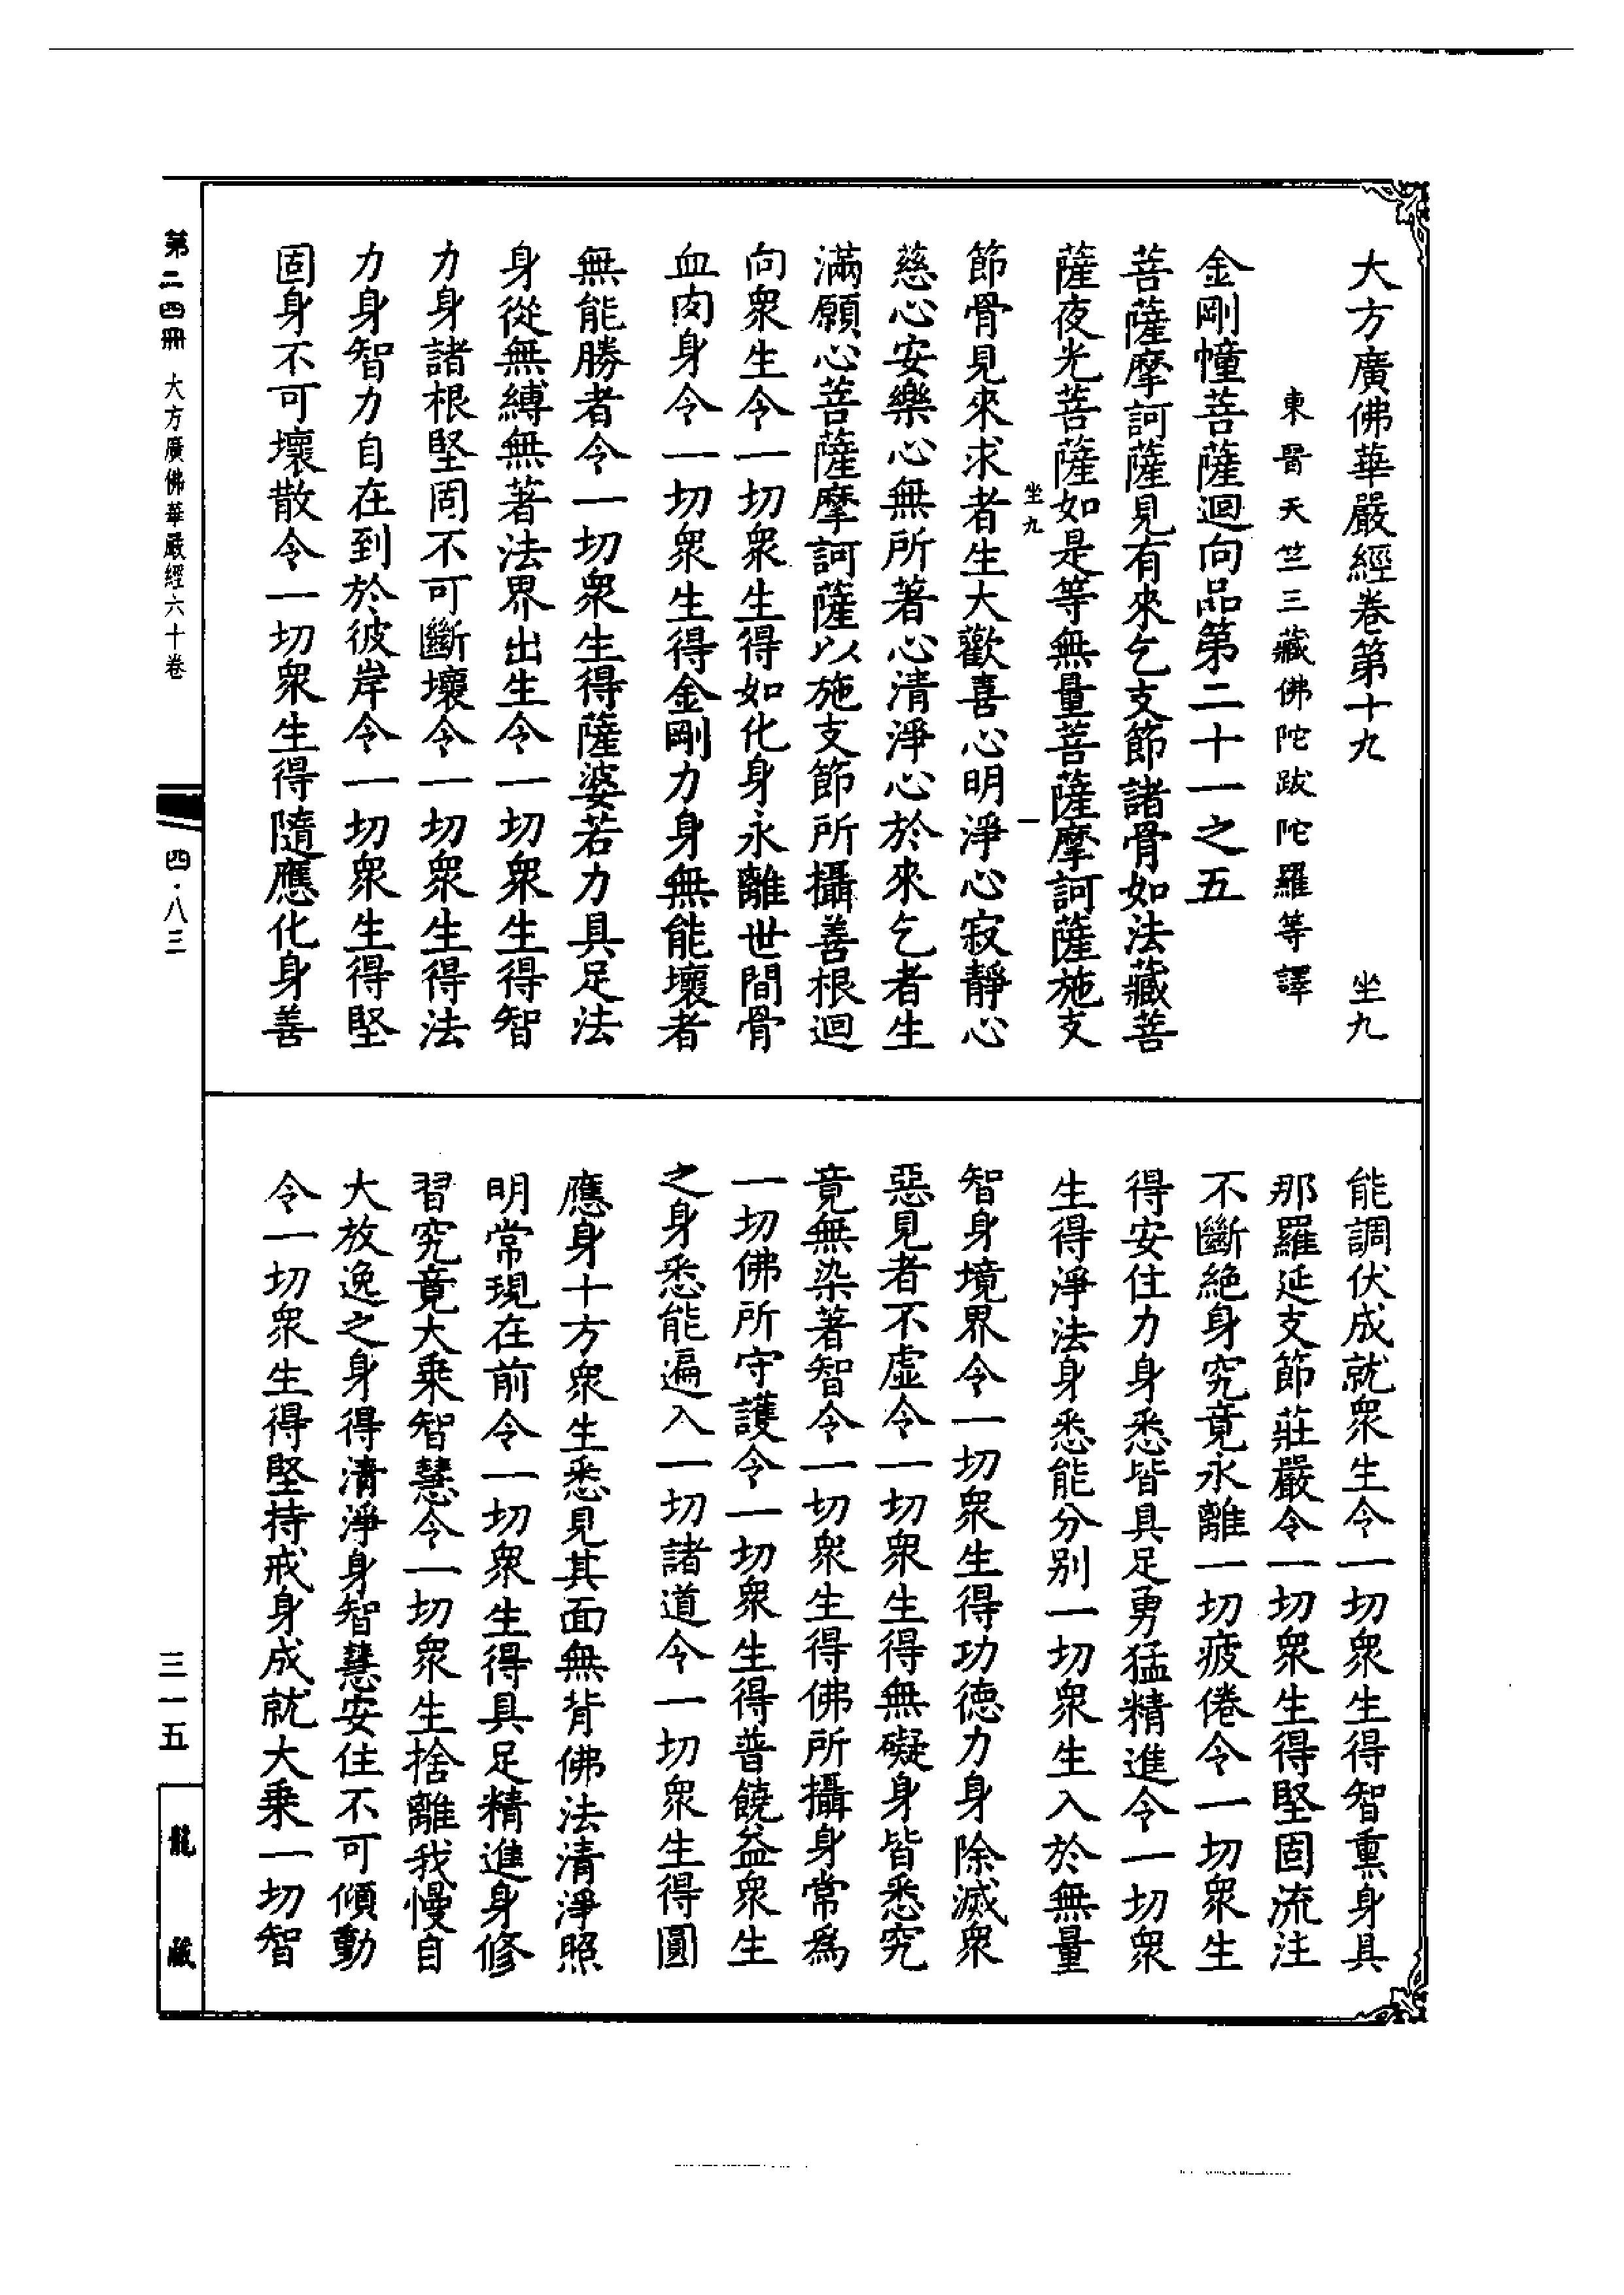 大方廣佛華嚴經卷第十九　坐九
東晉天竺三藏佛陀跋陀羅等譯
金剛幢菩薩迴向品第二十一之五
菩薩摩訶薩見有來乞支節諸骨如法藏菩
薩夜光菩薩如是等無量菩薩摩訶薩施支
坐九　一
節骨見來求者生大歡喜心明淨心寂靜心
慈心安樂心無所著心清淨心於來乞者生
滿願心菩薩摩訶薩以施支節所攝善根迴
向衆生令一切衆生得如化身永離世間骨
血肉身令一切衆生得金剛力身無能壞者
無能勝者令一切衆生得薩婆若力具足法
身從無縛無著法界出生令一切衆生得智
力身諸根堅固不可斷壞令一切衆生得法
力身智力自在到於彼岸令一切衆生得堅
固身不可壞散令一切衆生得隨應化身善
能調伏成就衆生令一切衆生得智熏身具
那羅延支節莊嚴令一切衆生得堅固流注
不斷絕身究竟永離一切疲倦令一切衆生
得安住力身悉皆具足勇猛精進令一切衆
生得淨法身悉能分別一切衆生入於無量
智身境界令一切衆生得功德力身除滅衆
惡見者不虛令一切衆生得無礙身皆悉究
竟無染著智令一切衆生得佛所攝身常為
一切佛所守護令一切衆生得普饒益衆生
之身悉能遍入一切諸道令一切衆生得圓
應身十方衆生悉見其面無背佛法清淨照
明常現在前令一切衆生得具足精進身修
習究竟大乘智慧令一切衆生捨離我慢自
大放逸之身得清淨身智慧安住不可傾動
令一切衆生得堅持戒身成就大乘一切智
第二四冊　大方廣佛華嚴經六十卷　四·八三　三一五　龍藏